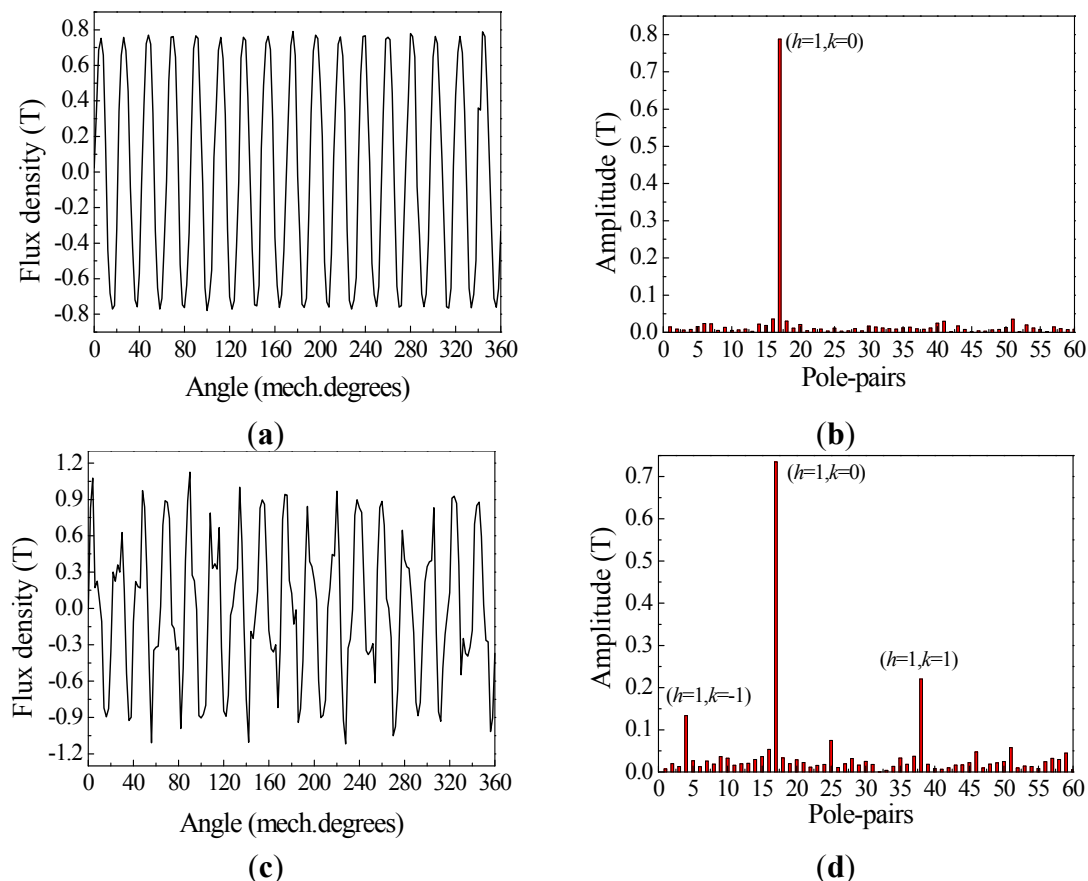 0.8
0.6
0.4
0.2
0.0
-0.2
-0.4
-0.6
-0.8
Flux density (T)
0 40 80 120 160 200 240 280 320 360
Angle (mech.degrees)
(a)
0.8
0.7
0.6
0.5
0.4
0.3
0.2
0.1
0.0
Amplitude (T)
(h=1,k=0)
0 5 10 15 20 25 30 35 40 45 50 55 60
Pole-pairs
(b)
1.2
0.9
0.6
0.3
0.0
-0.3
-0.6
-0.9
-1.2
Flux density (T)
0 40 80 120 160 200 240 280 320 360
Angle (mech.degrees)
(c)
0.7
0.6
0.5
0.4
0.3
0.2
0.1
0.0
Amplitude (T)
(h=1,k=0)
(h=1,k=1)
(h=1,k=-1)
0 5 10 15 20 25 30 35 40 45 50 55 60
Pole-pairs
(d)